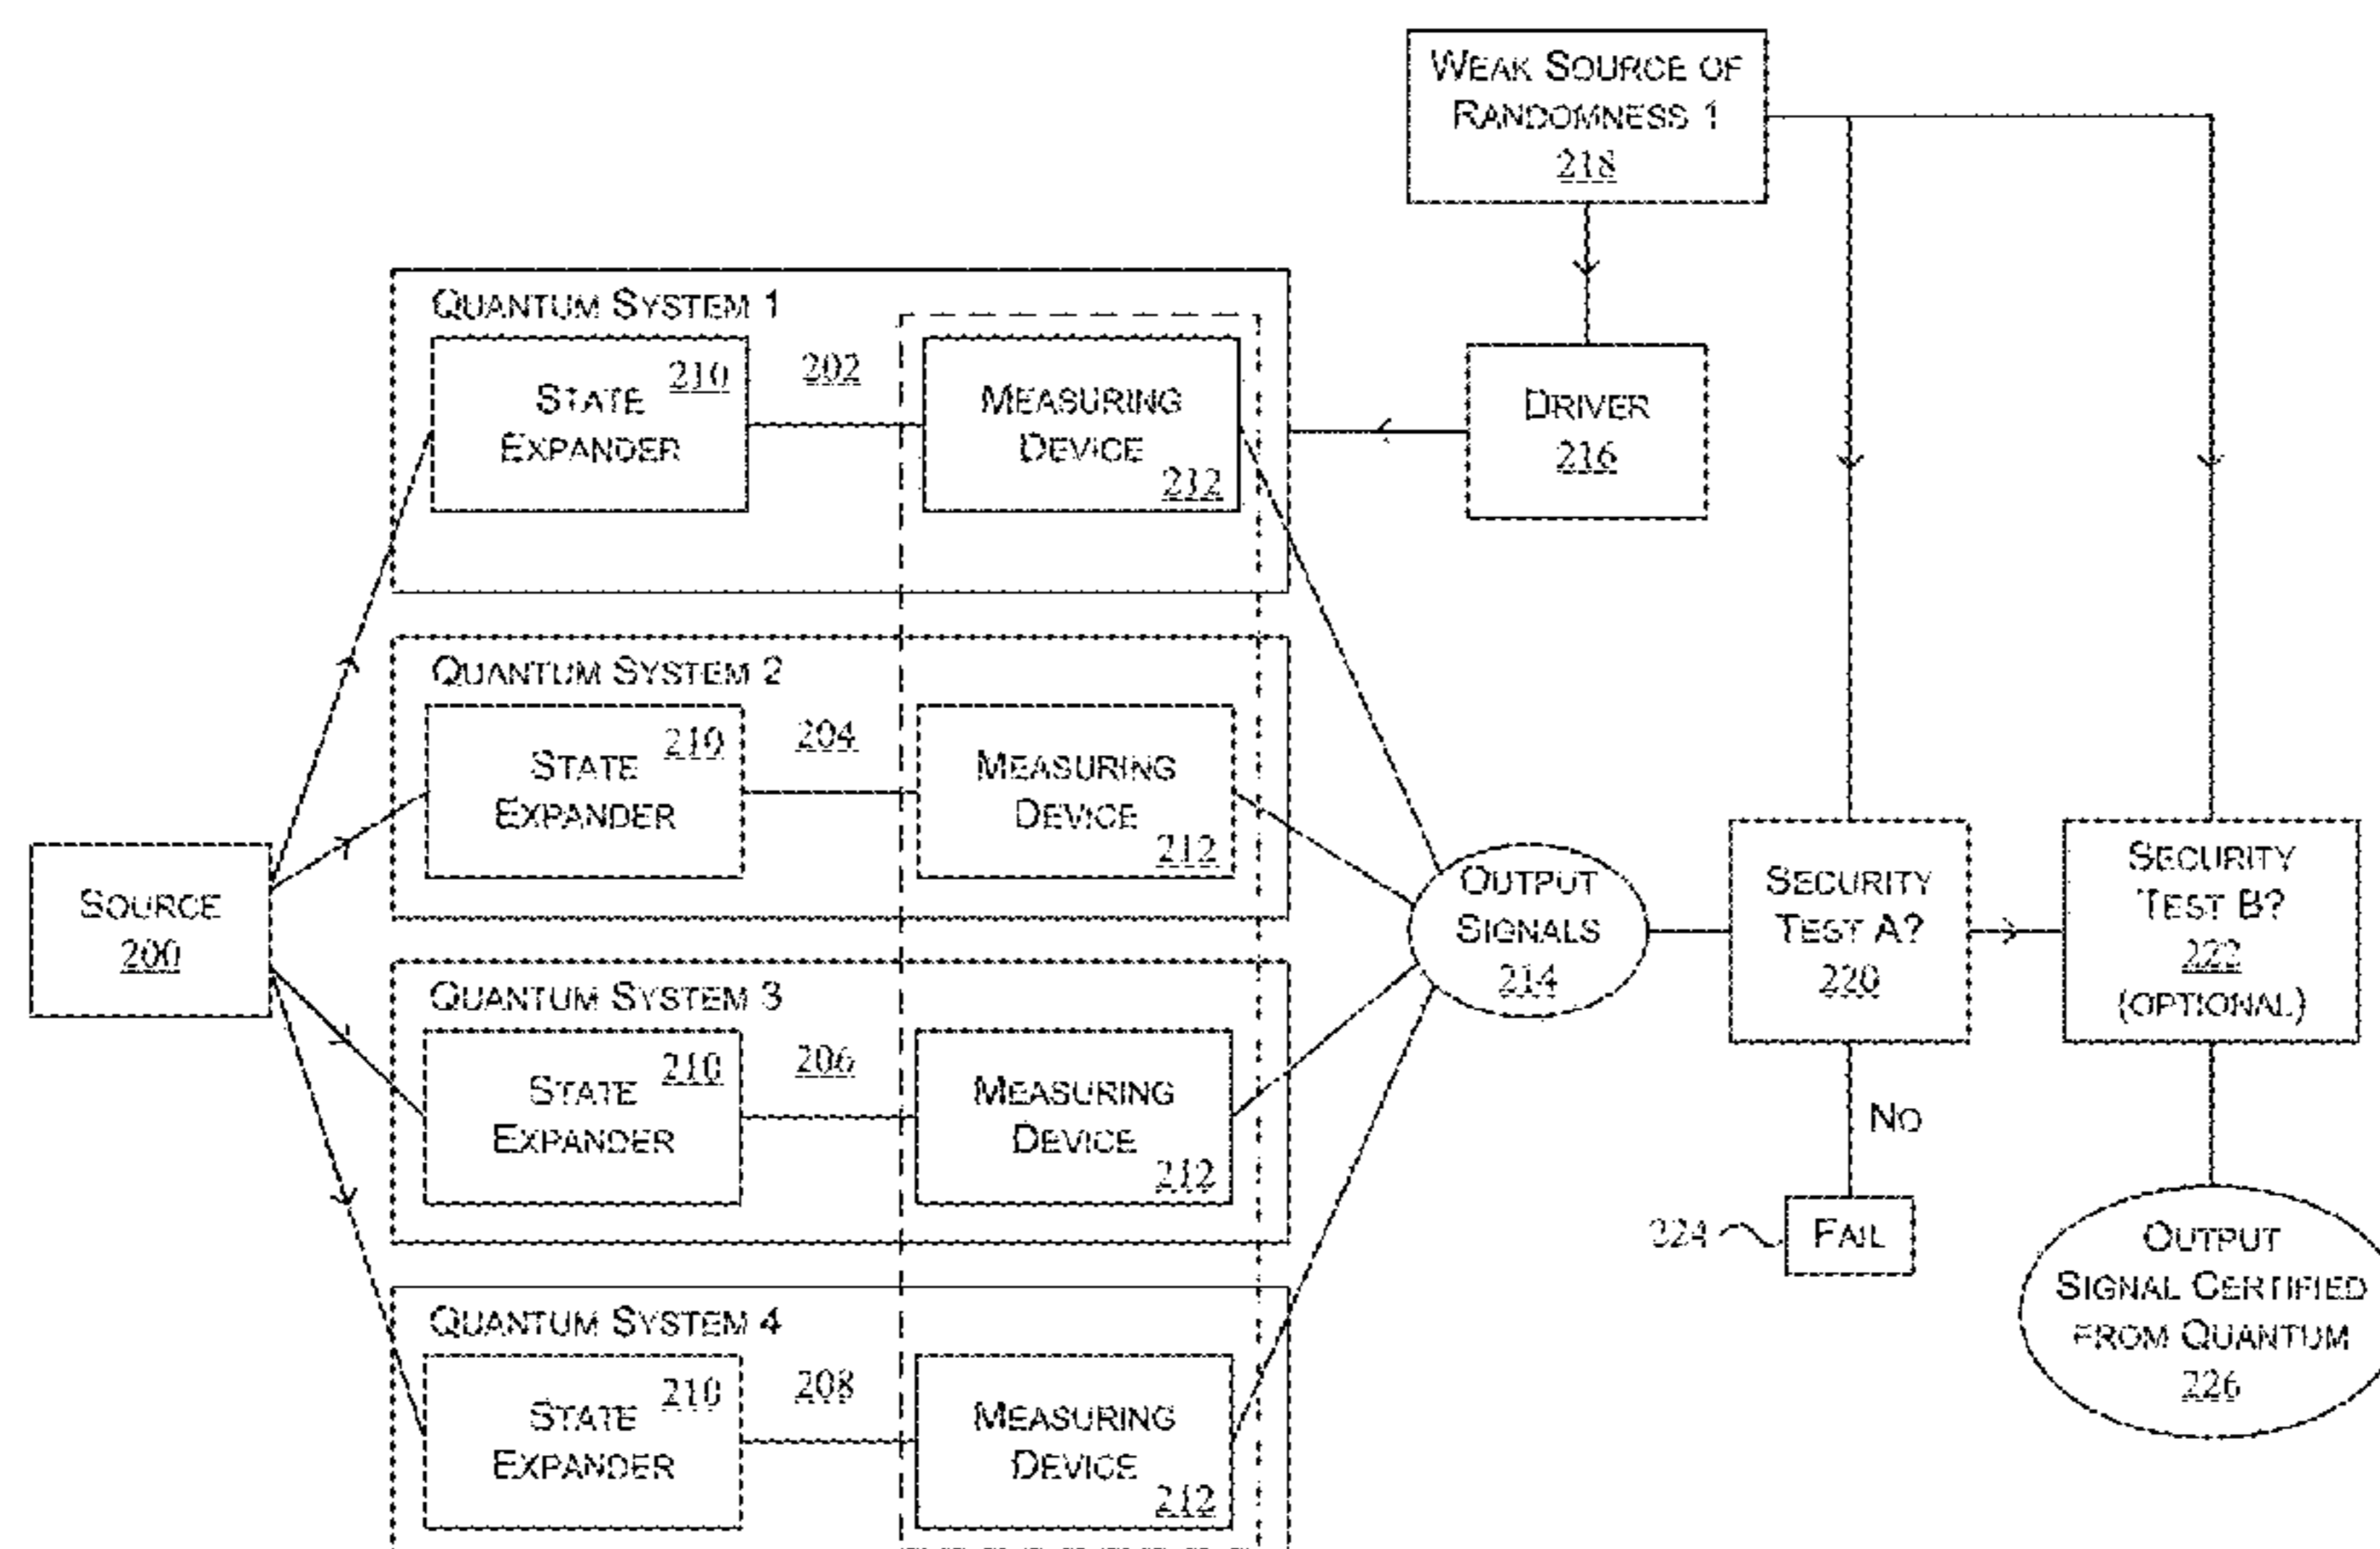 WEAK SOURCE OF
RANDOMNESS 1
218
QUANTUM SYSTEM 1
STATE
EXPANDER
210
202
MEASURING
DEVICE
212
DRIVER
216
QUANTUM SYSTEM 2
STATE
EXPANDER
210
204
MEASURING
DEVICE
212
SOURCE
200
QUANTUM SYSTEM 3
STATE
EXPANDER
210
206
MEASURING
DEVICE
212
QUANTUM SYSTEM 4
STATE
EXPANDER
210
208
MEASURING
DEVICE
212
OUTPUT
SIGNALS
214
SECURITY
TEST A?
220
SECURITY
TEST B?
222
(OPTIONAL)
NO
224
FAIL
OUTPUT
SIGNAL CERTIFIED
FROM QUANTUM
226